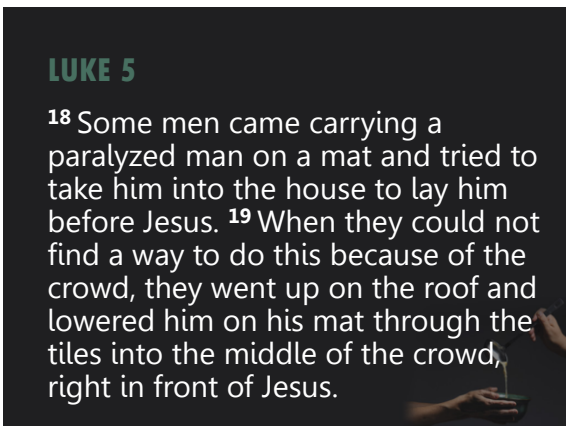 LUKE 5
18 Some men came carrying a
paralyzed man on a mat and tried to
take him into the house to lay him
before Jesus. 19 When they could not
find a way to do this because of the
crowd, they went up on the roof and
lowered him on his mat through the
tiles into the middle of the crowd,
right in front of Jesus.